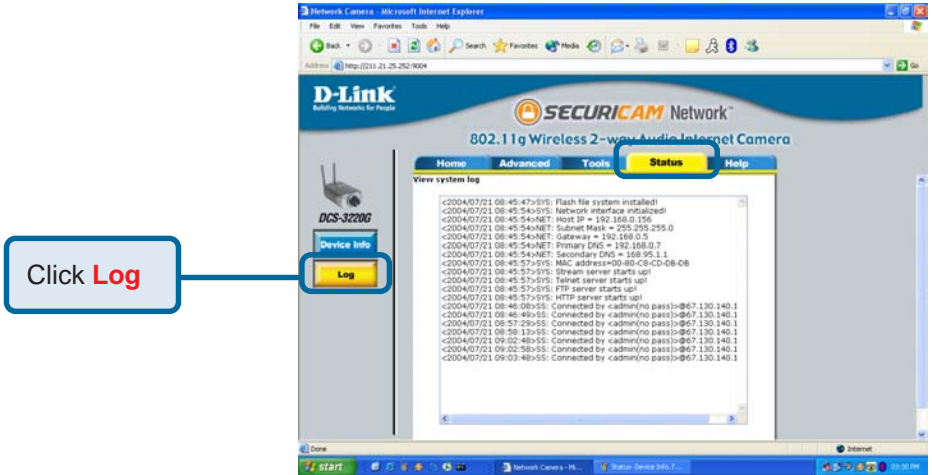 Network Camera - Microsoft Internet Explorer
File Edit View Favorites Tools Help
Back Search Favorites Media
Address http://211.21.25.252:9004 Go
D-Link
Building Networks for People
SECURICAM Network™
802.11g Wireless 2-way Audio Internet Camera
Home Advanced Tools Status Help
View system log
DCS-3220G
Device Info
Log
Click Log
<2004/07/21 08:45:47>SYS: Flash file system installed!
<2004/07/21 08:45:54>SYS: Network interface initialized!
<2004/07/21 08:45:54>NET: Host IP = 192.168.0.156
<2004/07/21 08:45:54>NET: Subnet Mask = 255.255.255.0
<2004/07/21 08:45:54>NET: Gateway = 192.168.0.5
<2004/07/21 08:45:54>NET: Primary DNS = 192.168.0.7
<2004/07/21 08:45:54>NET: Secondary DNS = 168.95.1.1
<2004/07/21 08:45:57>SYS: MAC address=00-80-C8-CD-DB-DB
<2004/07/21 08:45:57>SYS: Stream server starts up!
<2004/07/21 08:45:57>SYS: Telnet server starts up!
<2004/07/21 08:45:57>SYS: FTP server starts up!
<2004/07/21 08:45:57>SYS: HTTP server starts up!
<2004/07/21 08:46:08>SS: Connected by <admin(no pass)>@67.130.140.1
<2004/07/21 08:46:49>SS: Connected by <admin(no pass)>@67.130.140.1
<2004/07/21 08:57:29>SS: Connected by <admin(no pass)>@67.130.140.1
<2004/07/21 08:58:13>SS: Connected by <admin(no pass)>@67.130.140.1
<2004/07/21 09:02:48>SS: Connected by <admin(no pass)>@67.130.140.1
<2004/07/21 09:02:58>SS: Connected by <admin(no pass)>@67.130.140.1
<2004/07/21 09:03:48>SS: Connected by <admin(no pass)>@67.130.140.1
Done Internet
start Network Camera - Mi... Status- Device Info.T... 03:30 PM